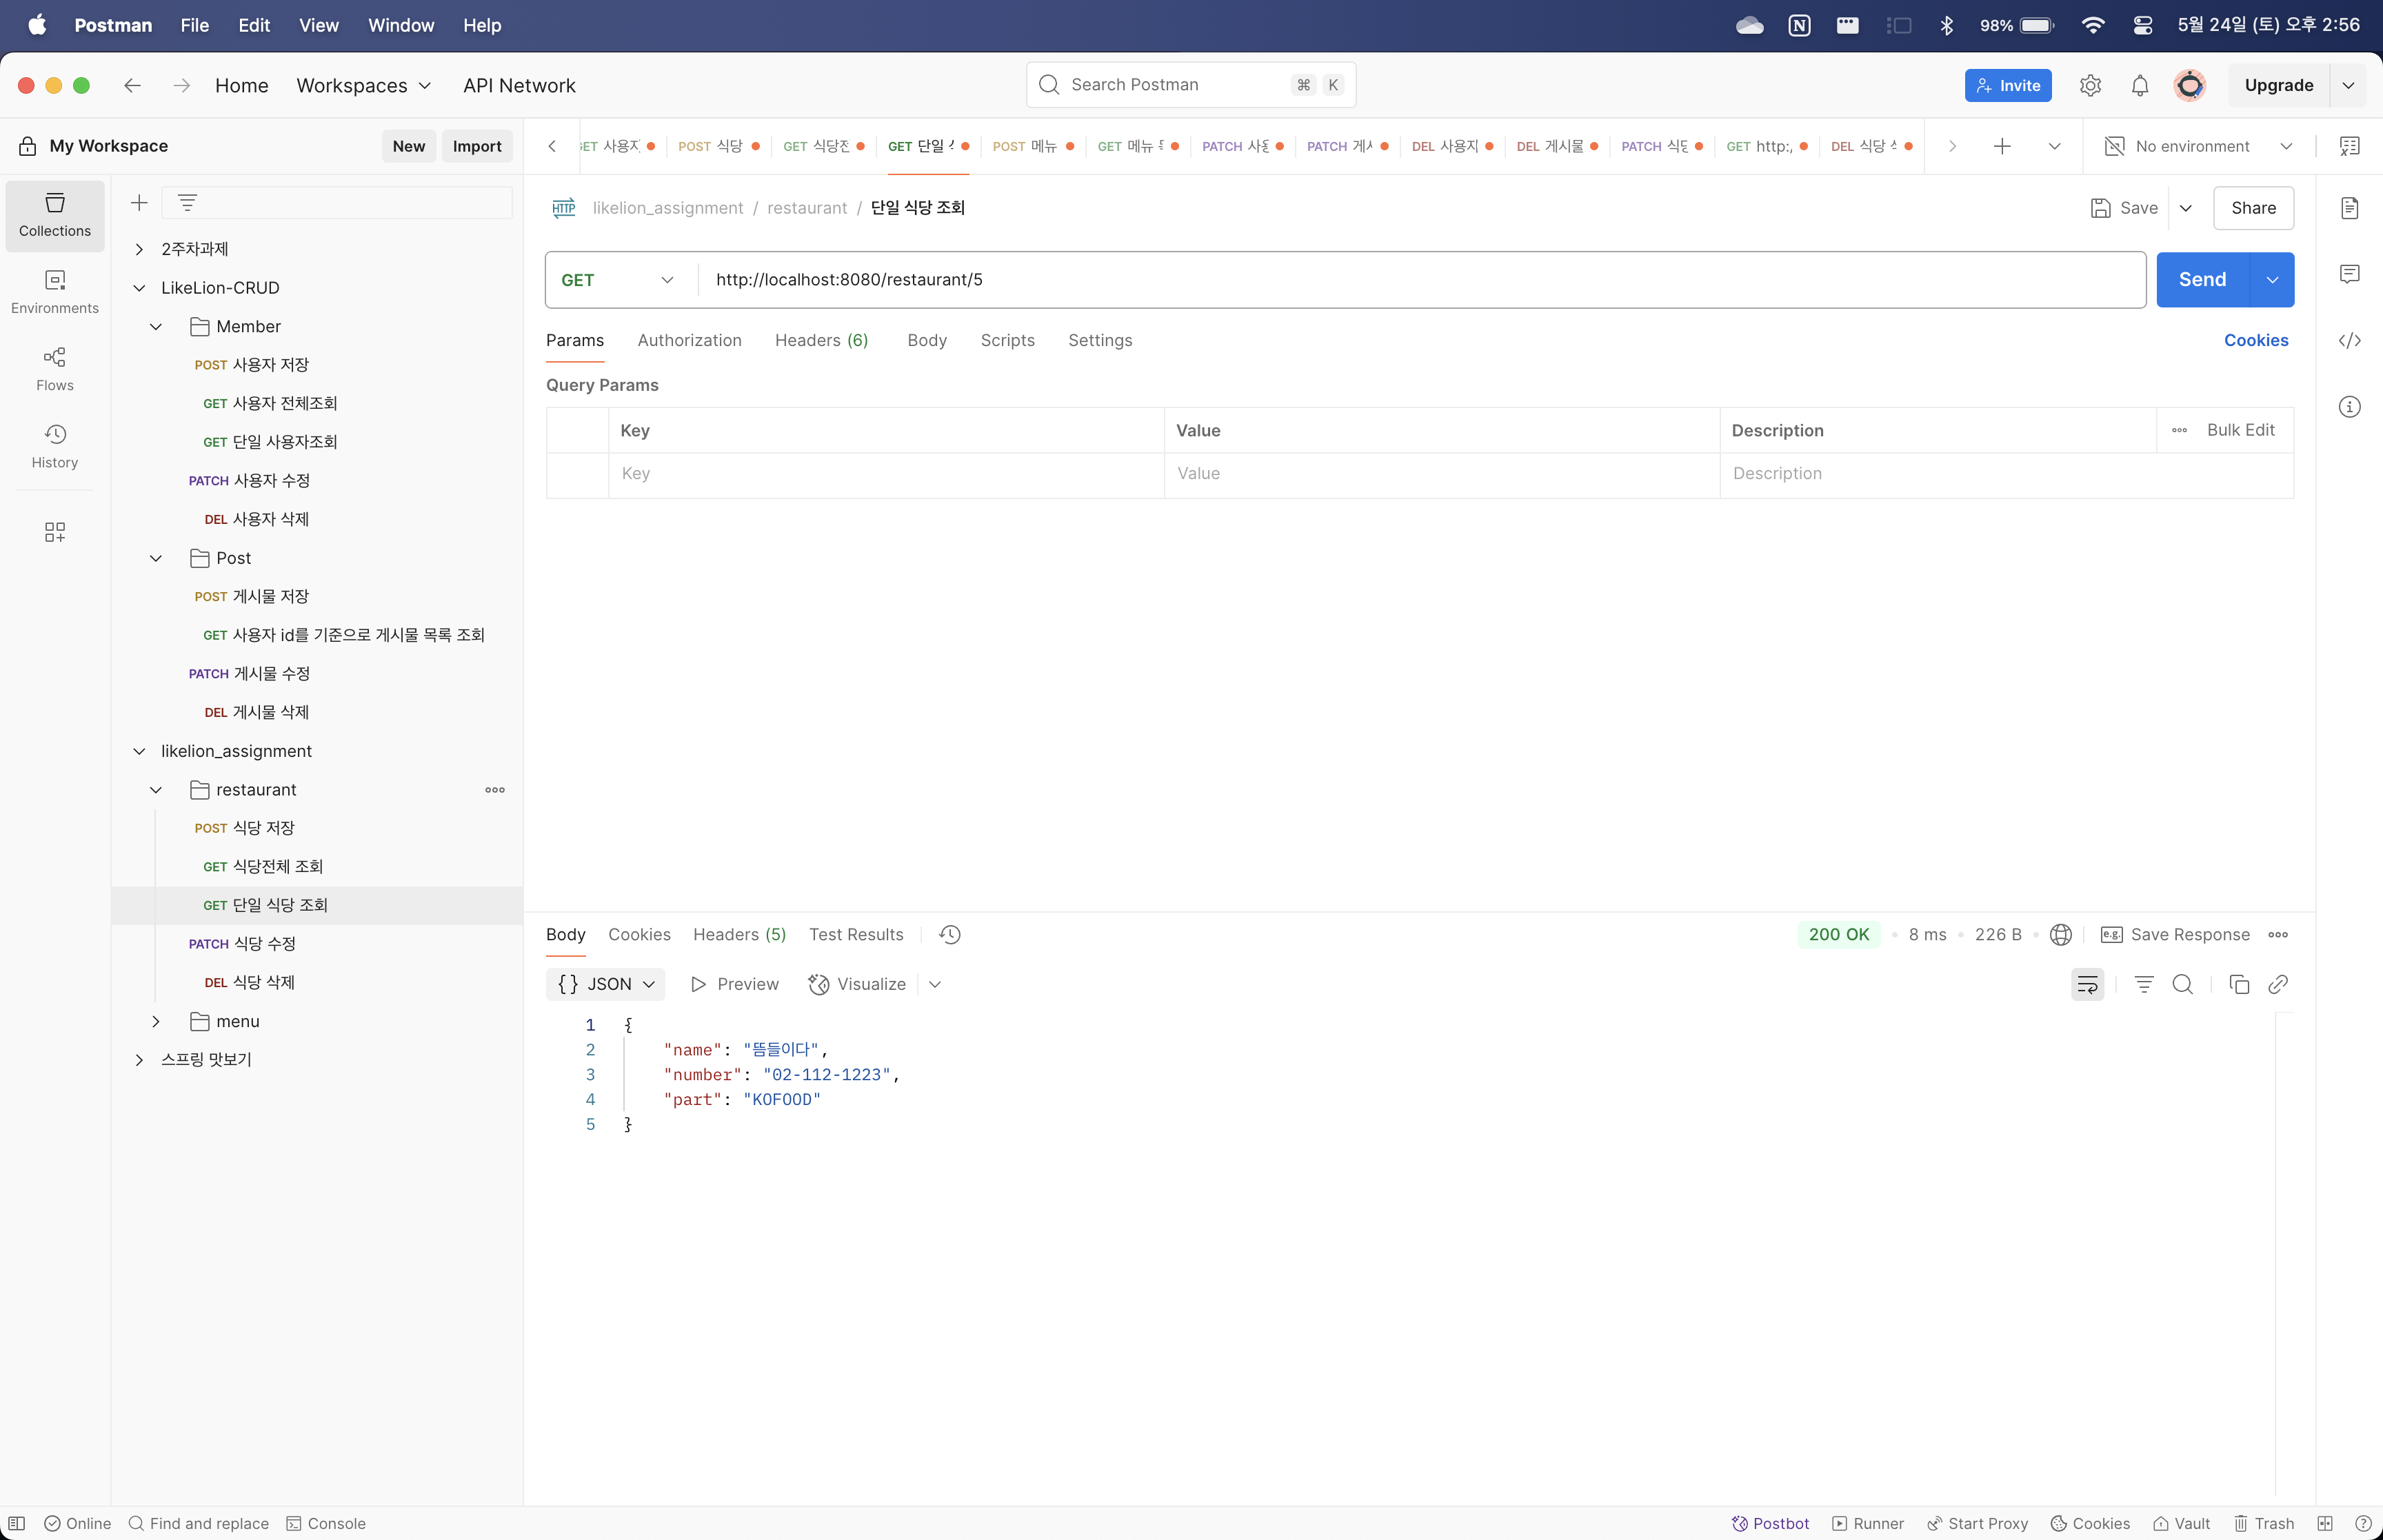 Postman File Edit View Window Help 98% 5월 24일 (토) 오후 2:56
Home Workspaces API Network Search Postman ⌘ K Invite Upgrade
My Workspace New Import
POST 식당 GET 식당전 GET 단일 POST 메뉴 GET 메뉴 PATCH 사용 PATCH 게시 DEL 사용자 DEL 게시물 PATCH GET http:, DEL 식당 No environment
Collections
Environments
Flows
History
2주차과제
LikeLion-CRUD
Member
POST 사용자 저장
GET 사용자 전체조회
GET 단일 사용자조회
PATCH 사용자 수정
DEL 사용자 삭제
Post
POST 게시물 저장
GET 사용자 id를 기준으로 게시물 목록 조회
PATCH 게시물 수정
DEL 게시물 삭제
likelion_assignment
restaurant
POST 식당 저장
GET 식당전체 조회
GET 단일 식당 조회
PATCH 식당 수정
DEL 식당 삭제
menu
스프링 맛보기
HTTP likelion_assignment / restaurant / 단일 식당 조회 Save Share
GET http://localhost:8080/restaurant/5 Send
Params Authorization Headers (6) Body Scripts Settings Cookies
Query Params
Key Value Description Bulk Edit
Key Value Description
Body Cookies Headers (5) Test Results 200 OK 8 ms 226 B e.g. Save Response
{} JSON Preview Visualize
1 {
2 "name": "뜸들이다",
3 "number": "02-112-1223",
4 "part": "KOFOOD"
5 }
Online Find and replace Console Postbot Runner Start Proxy Cookies Vault Trash